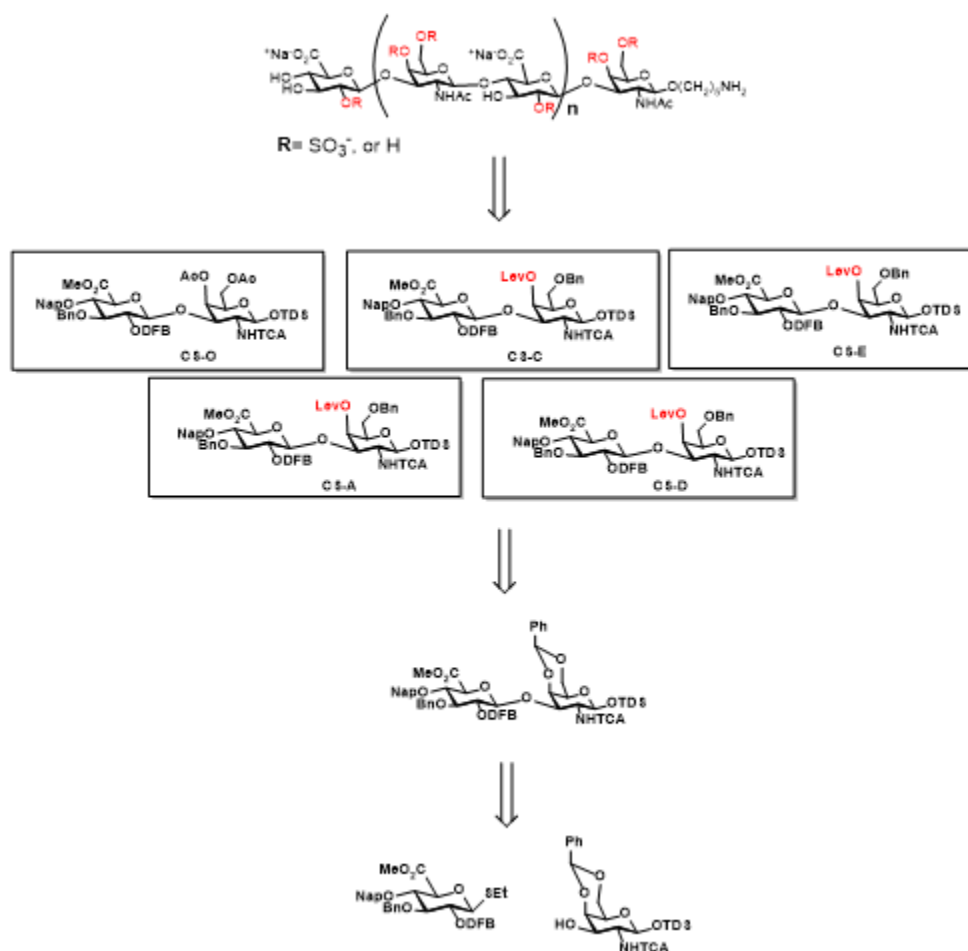 ⁺Na⁻O₂C
OR
RO
⁺Na⁻O₂C
OR
RO
HO
HO
O
O
OR
O
O
NHAc
O
O
HO
OR
n
O
O
NHAc
O(CH₂)₅NH₂
R= SO₃⁻, or H
MeO₂C
AcO
OAc
NapO
BnO
O
O
ODFB
O
OTDS
NHTCA
CS-O
MeO₂C
LevO
OBn
NapO
BnO
O
O
ODFB
O
OTDS
NHTCA
CS-C
MeO₂C
LevO
OBn
NapO
BnO
O
O
ODFB
O
OTDS
NHTCA
CS-E
MeO₂C
LevO
OBn
NapO
BnO
O
O
ODFB
O
OTDS
NHTCA
CS-A
MeO₂C
LevO
OBn
NapO
BnO
O
O
ODFB
O
OTDS
NHTCA
CS-D
Ph
O
O
MeO₂C
NapO
BnO
O
O
ODFB
O
OTDS
NHTCA
Ph
O
O
MeO₂C
NapO
BnO
O
SEt
ODFB
HO
O
OTDS
NHTCA